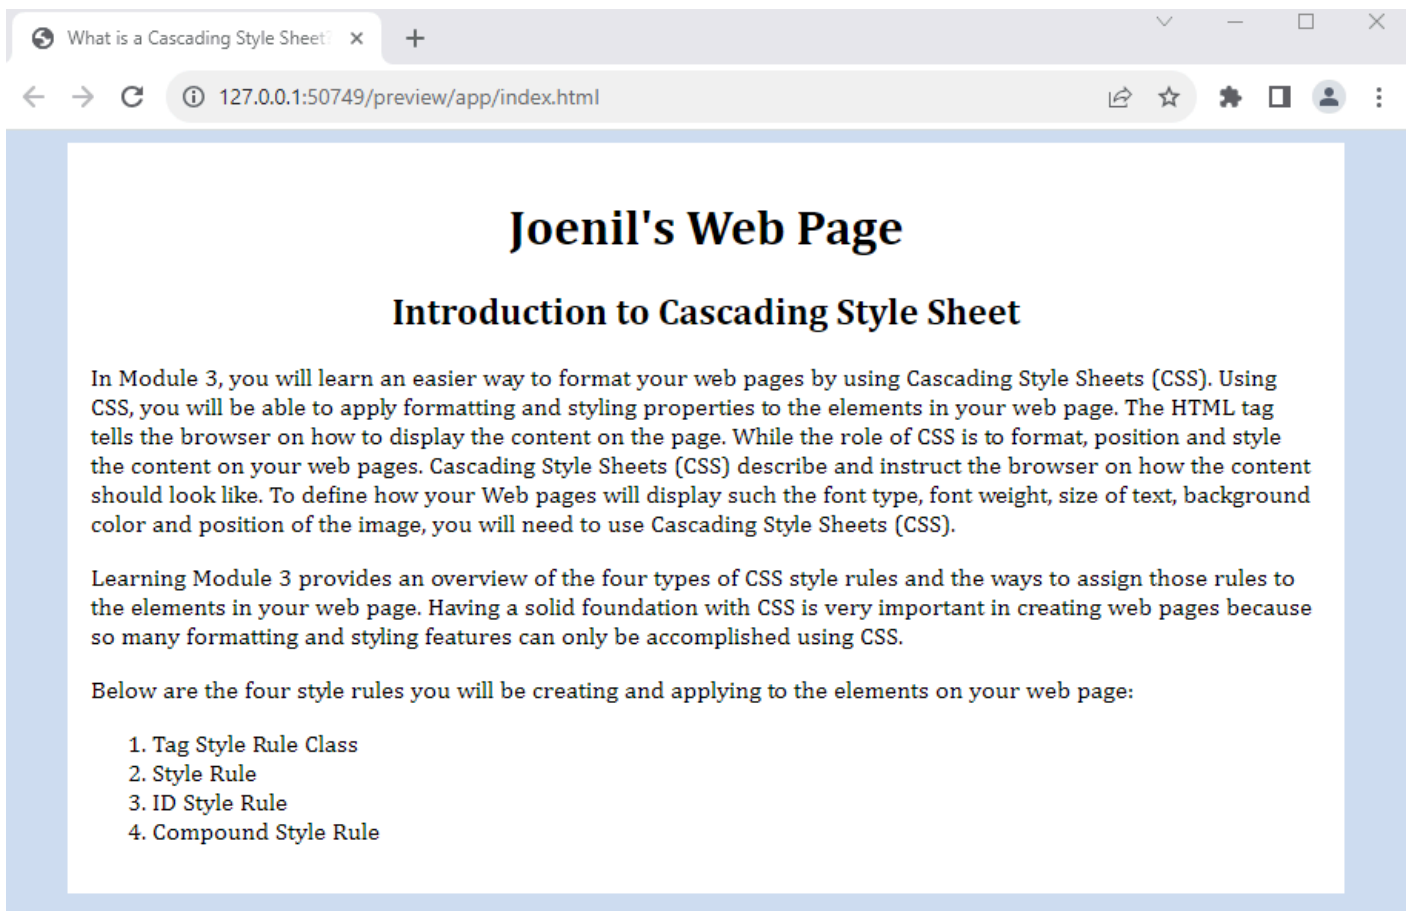 What is a Cascading Style Sheet?
127.0.0.1:50749/preview/app/index.html
Joenil's Web Page
Introduction to Cascading Style Sheet
In Module 3, you will learn an easier way to format your web pages by using Cascading Style Sheets (CSS). Using
CSS, you will be able to apply formatting and styling properties to the elements in your web page. The HTML tag
tells the browser on how to display the content on the page. While the role of CSS is to format, position and style
the content on your web pages. Cascading Style Sheets (CSS) describe and instruct the browser on how the content
should look like. To define how your Web pages will display such the font type, font weight, size of text, background
color and position of the image, you will need to use Cascading Style Sheets (CSS).
Learning Module 3 provides an overview of the four types of CSS style rules and the ways to assign those rules to
the elements in your web page. Having a solid foundation with CSS is very important in creating web pages because
so many formatting and styling features can only be accomplished using CSS.
Below are the four style rules you will be creating and applying to the elements on your web page:
1. Tag Style Rule Class
2. Style Rule
3. ID Style Rule
4. Compound Style Rule